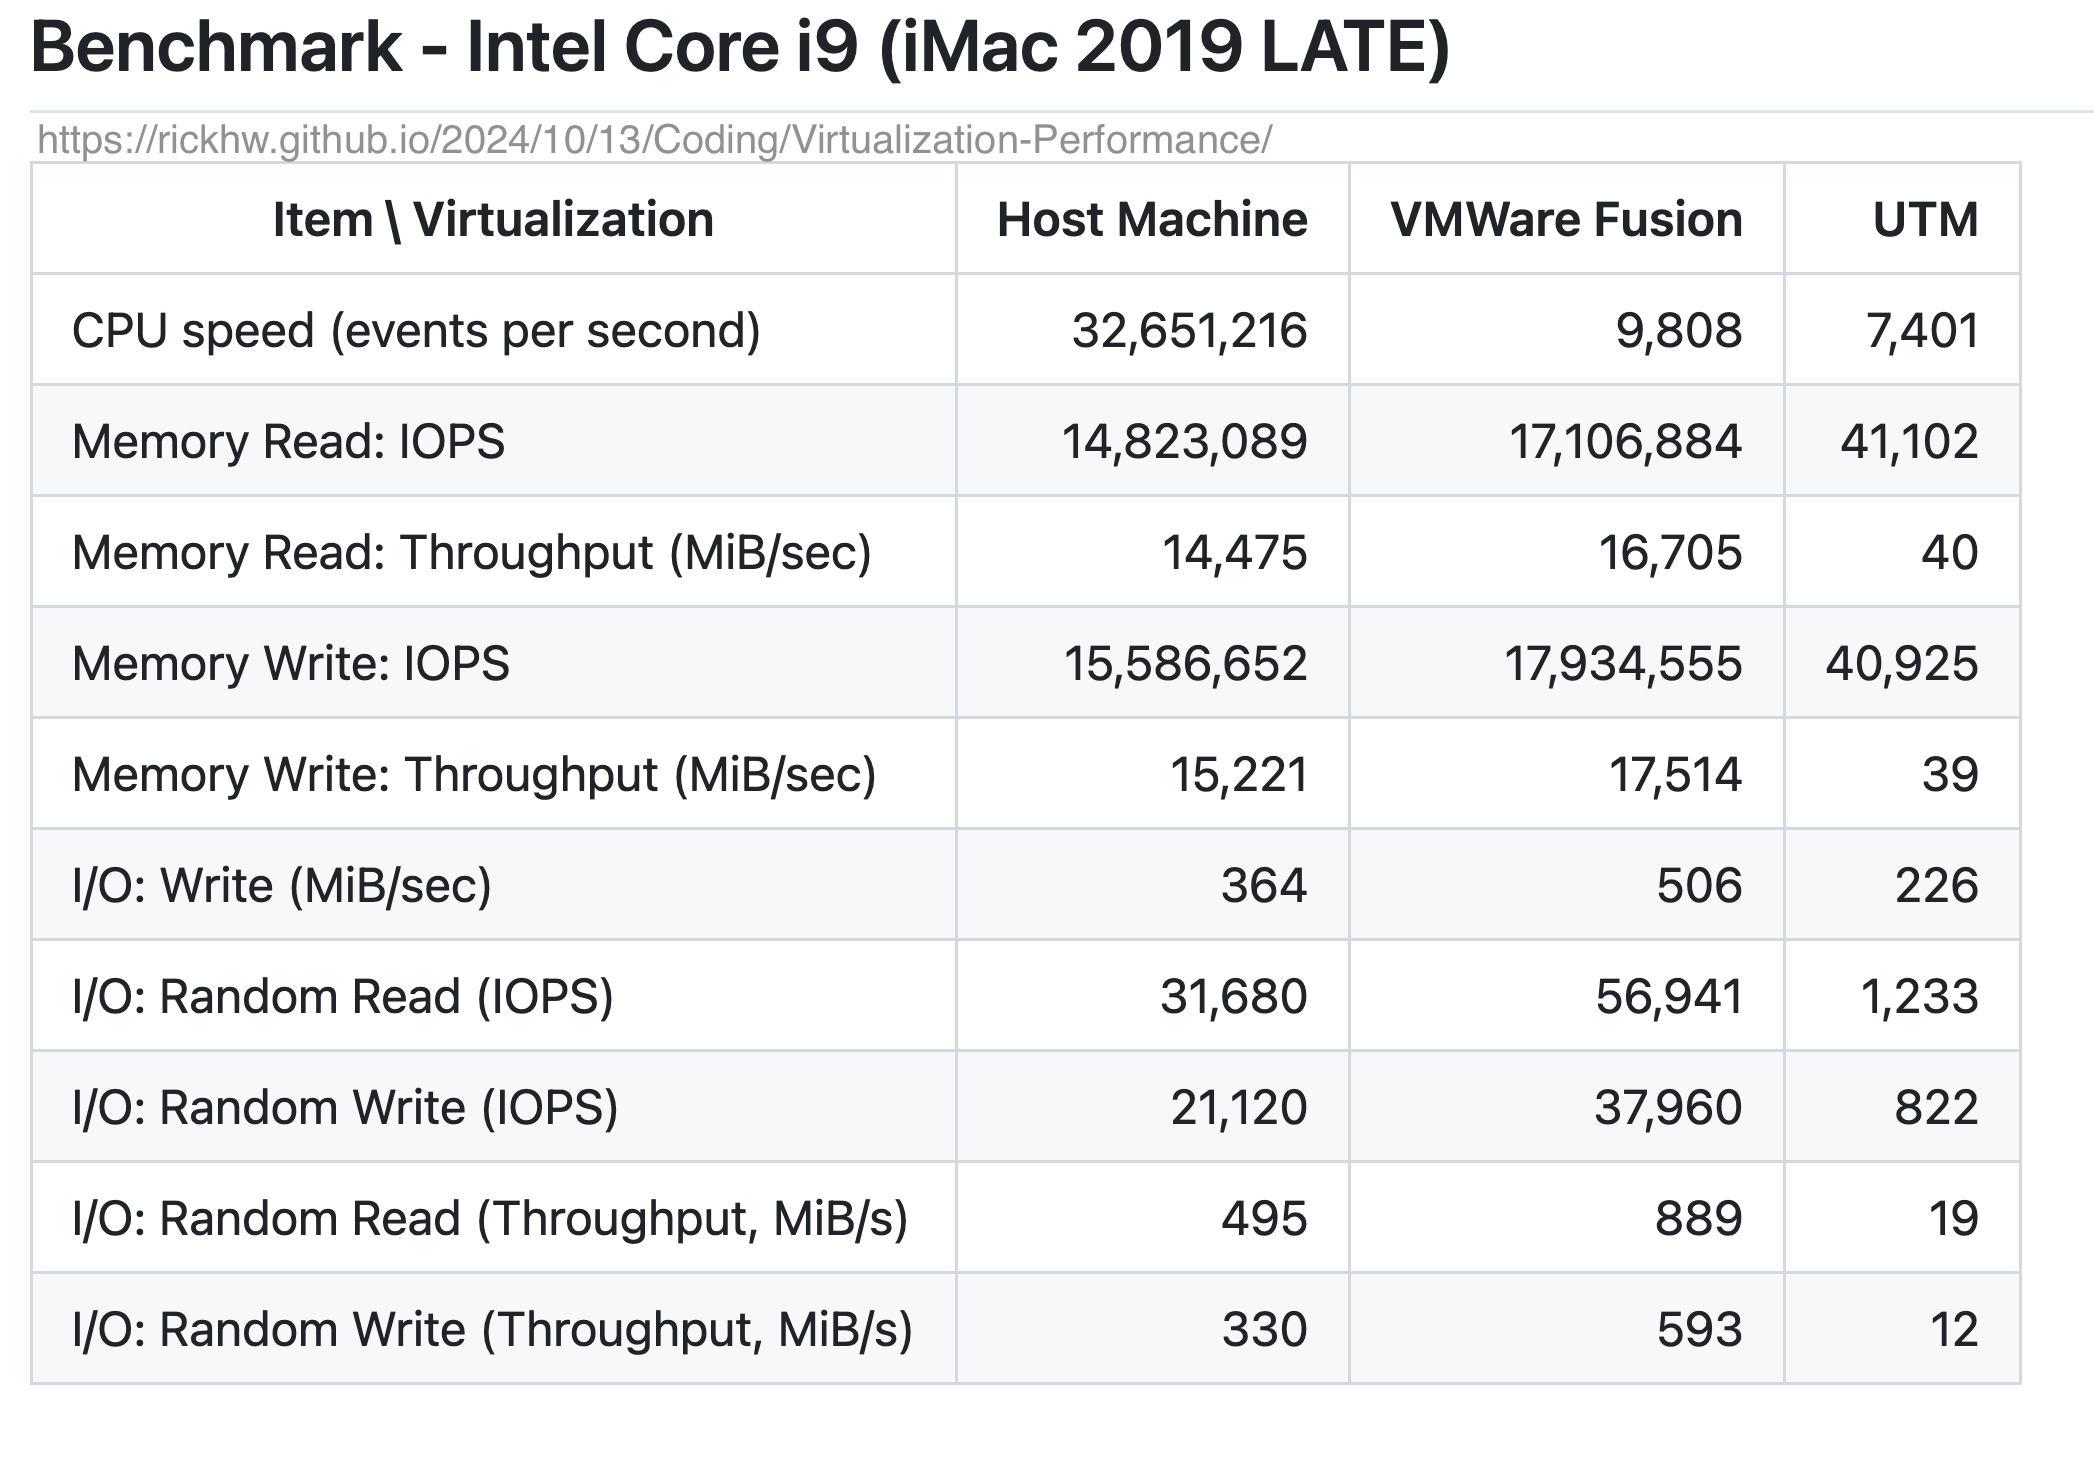 Benchmark - Intel Core i9 (iMac 2019 LATE)
https://rickhw.github.io/2024/10/13/Coding/Virtualization-Performance/
Item \ Virtualization Host Machine VMWare Fusion UTM
CPU speed (events per second) 32,651,216 9,808 7,401
Memory Read: IOPS 14,823,089 17,106,884 41,102
Memory Read: Throughput (MiB/sec) 14,475 16,705 40
Memory Write: IOPS 15,586,652 17,934,555 40,925
Memory Write: Throughput (MiB/sec) 15,221 17,514 39
I/O: Write (MiB/sec) 364 506 226
I/O: Random Read (IOPS) 31,680 56,941 1,233
I/O: Random Write (IOPS) 21,120 37,960 822
I/O: Random Read (Throughput, MiB/s) 495 889 19
I/O: Random Write (Throughput, MiB/s) 330 593 12